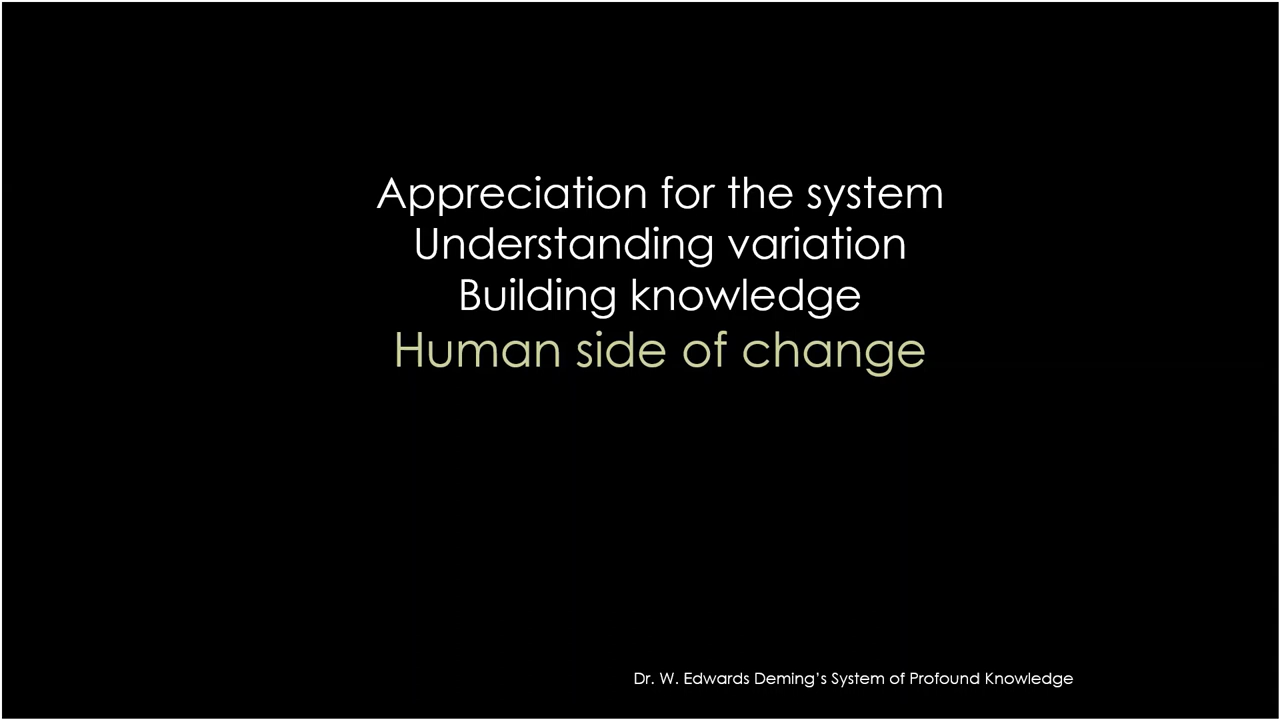 Appreciation for the system
Understanding variation
Building knowledge
Human side of change
Dr. W. Edwards Deming’s System of Profound Knowledge